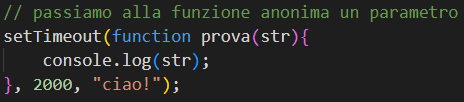 // passiamo alla funzione anonima un parametro
setTimeout(function prova(str){
    console.log(str);
}, 2000, "ciao!");